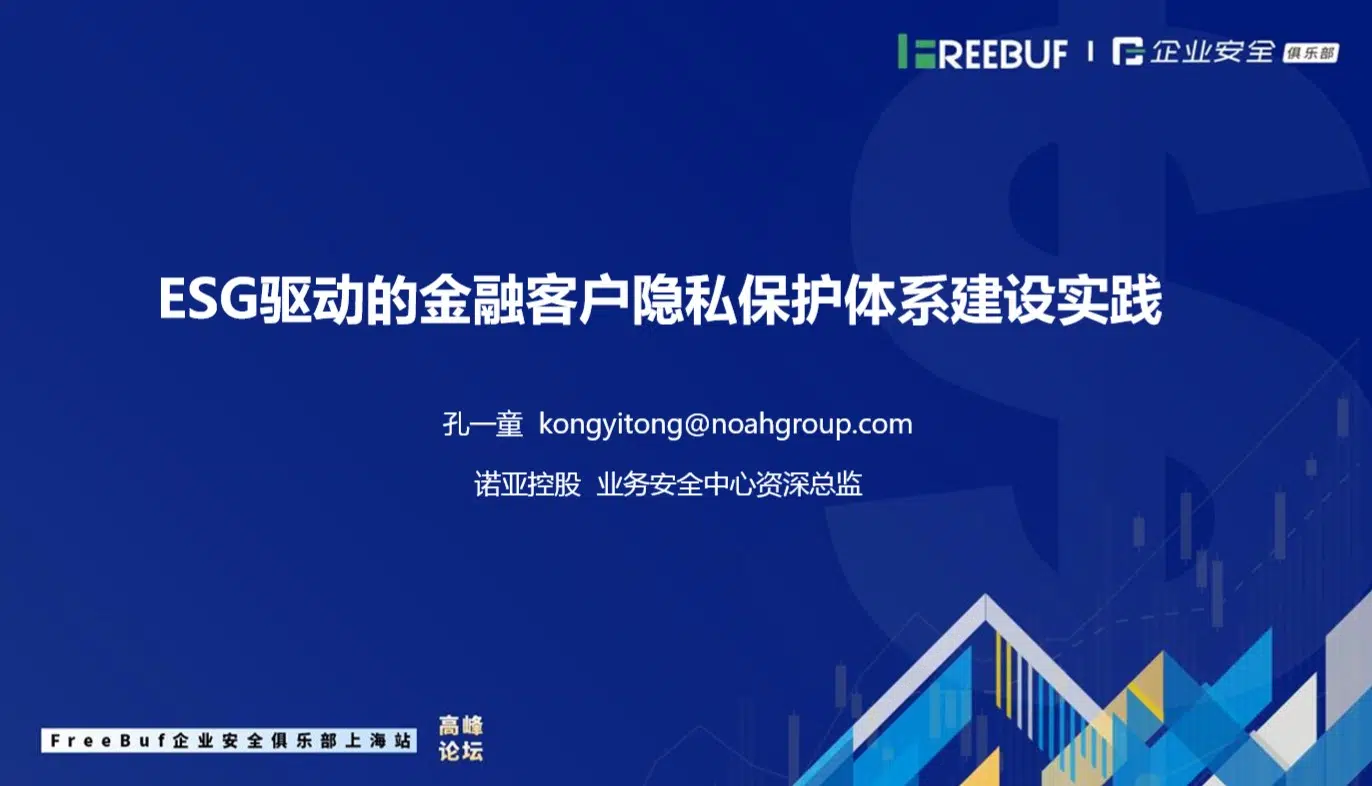 FREEBUF | 企业安全 俱乐部
ESG驱动的金融客户隐私保护体系建设实践
孔一童 kongyitong@noahgroup.com
诺亚控股 业务安全中心资深总监
FreeBuf企业安全俱乐部上海站
高峰
论坛